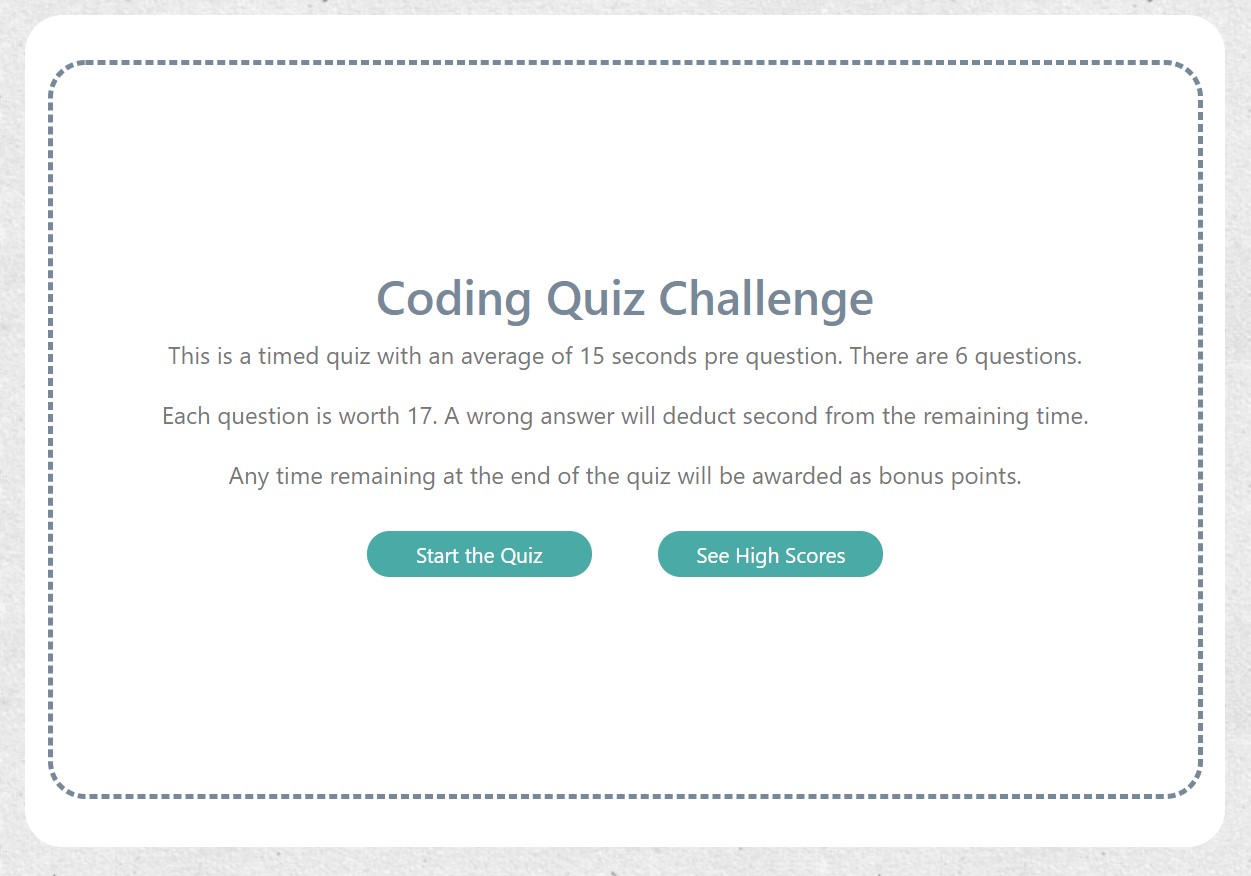 Coding Quiz Challenge
This is a timed quiz with an average of 15 seconds pre question. There are 6 questions.
Each question is worth 17. A wrong answer will deduct second from the remaining time.
Any time remaining at the end of the quiz will be awarded as bonus points.
Start the Quiz
See High Scores